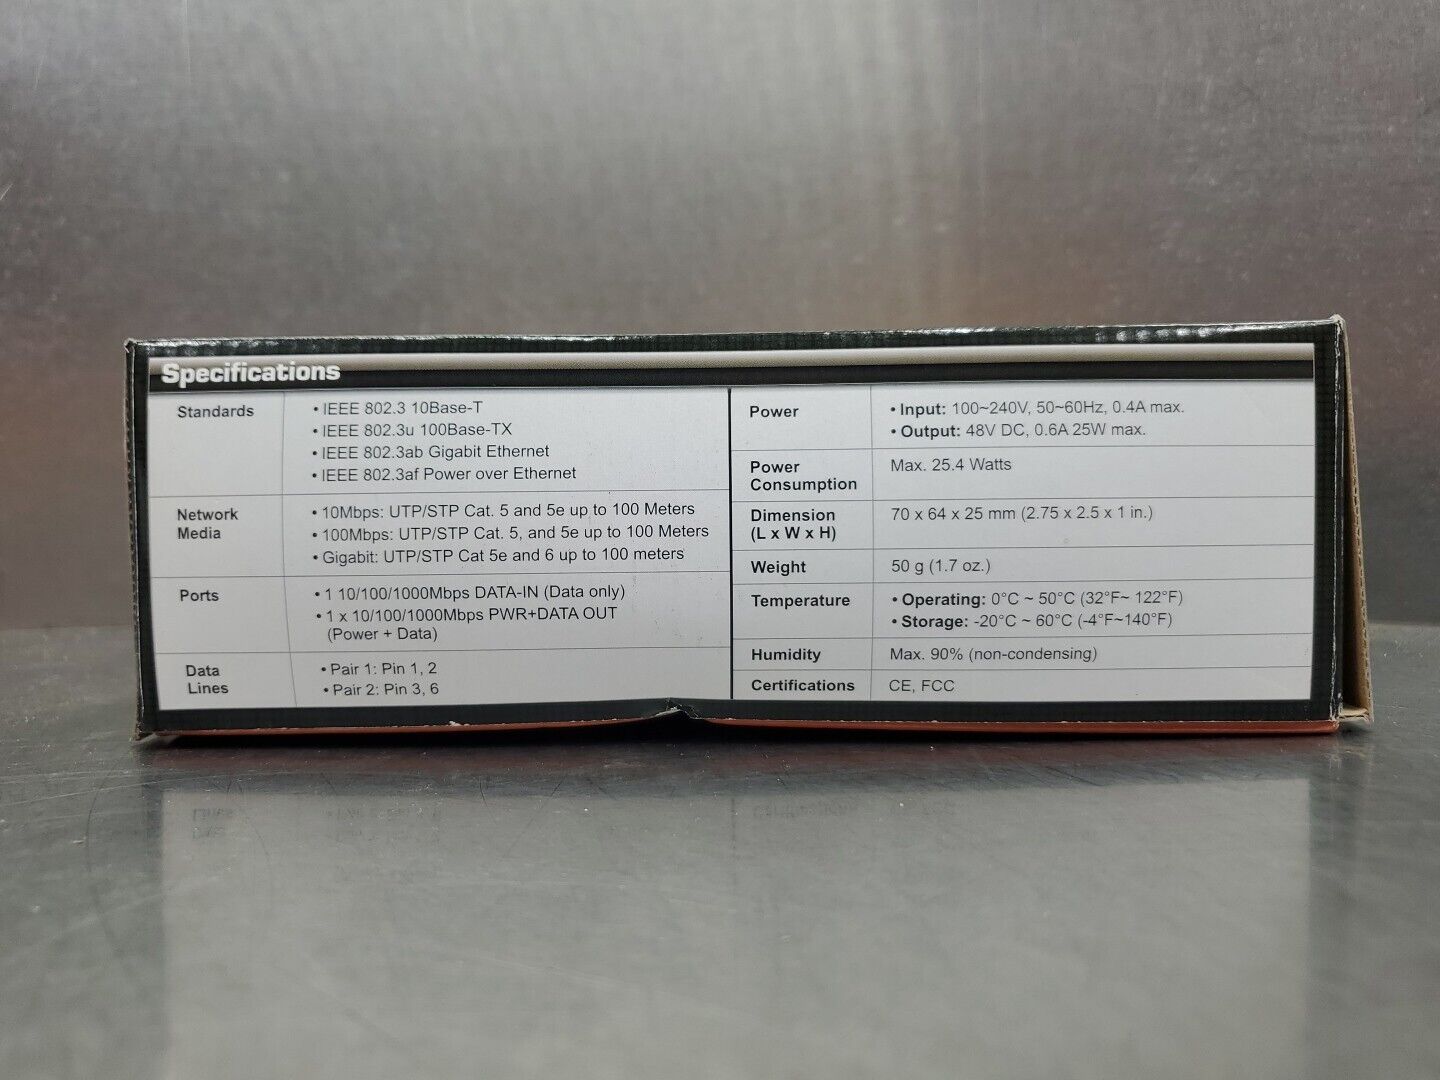 Specifications
Standards
• IEEE 802.3 10Base-T
• IEEE 802.3u 100Base-TX
• IEEE 802.3ab Gigabit Ethernet
• IEEE 802.3af Power over Ethernet
Network
Media
• 10Mbps: UTP/STP Cat. 5 and 5e up to 100 Meters
• 100Mbps: UTP/STP Cat. 5, and 5e up to 100 Meters
• Gigabit: UTP/STP Cat 5e and 6 up to 100 meters
Ports
• 1 10/100/1000Mbps DATA-IN (Data only)
• 1 x 10/100/1000Mbps PWR+DATA OUT
(Power + Data)
Data
Lines
• Pair 1: Pin 1, 2
• Pair 2: Pin 3, 6
Power
• Input: 100~240V, 50~60Hz, 0.4A max.
• Output: 48V DC, 0.6A 25W max.
Power
Consumption
Max. 25.4 Watts
Dimension
(L x W x H)
70 x 64 x 25 mm (2.75 x 2.5 x 1 in.)
Weight
50 g (1.7 oz.)
Temperature
• Operating: 0°C ~ 50°C (32°F~ 122°F)
• Storage: -20°C ~ 60°C (-4°F~140°F)
Humidity
Max. 90% (non-condensing)
Certifications
CE, FCC